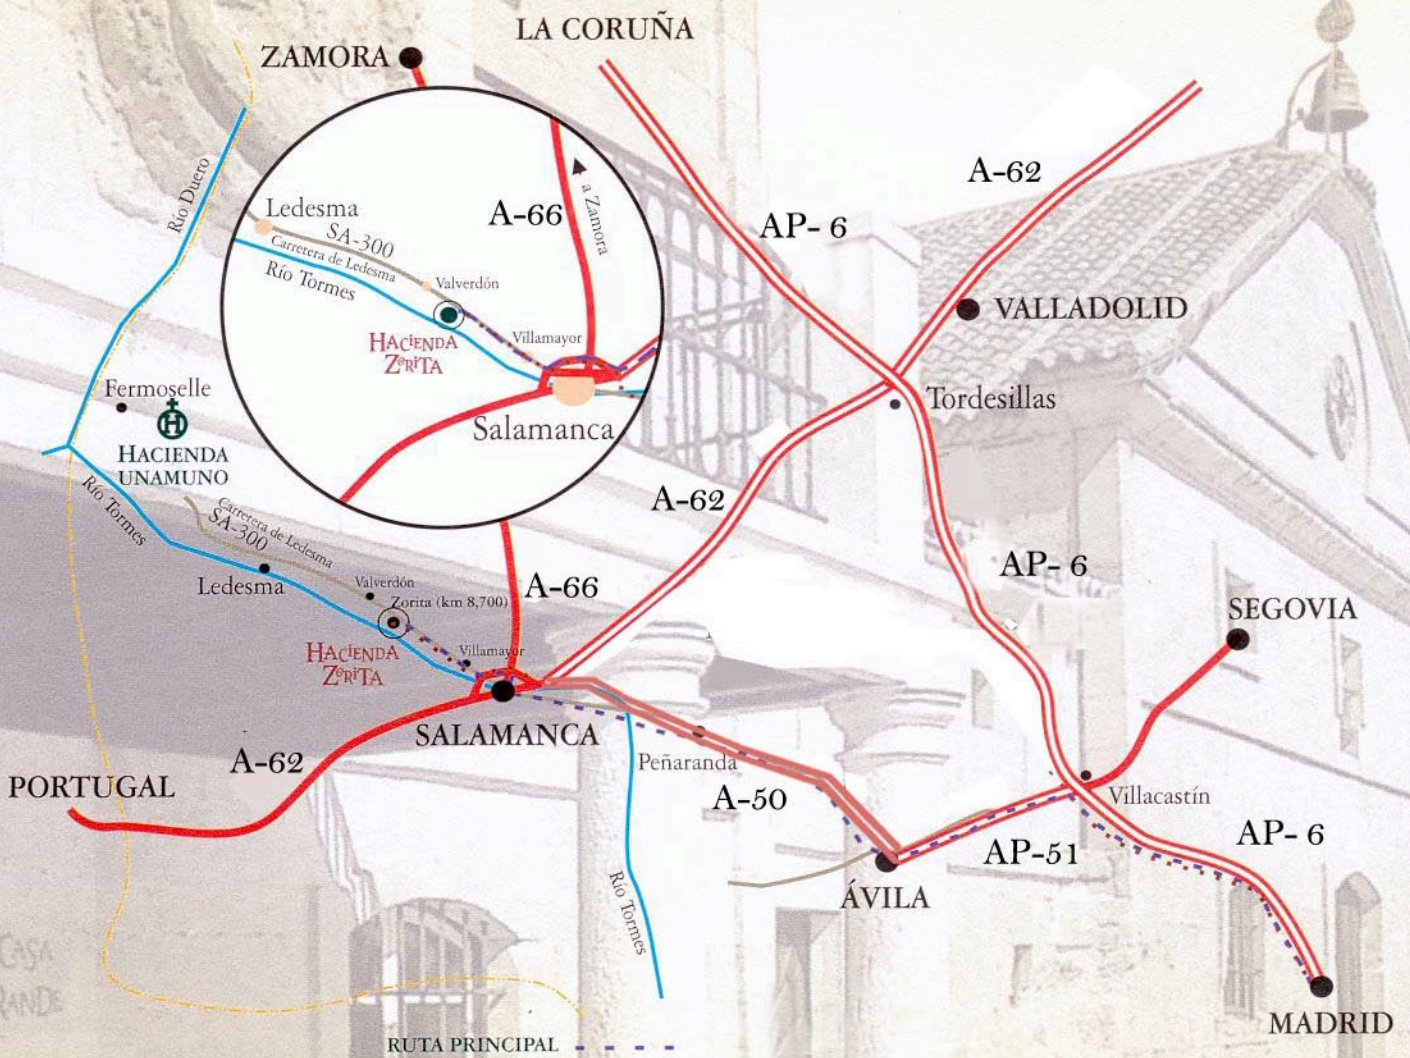 LA CORUÑA
ZAMORA
A-62
Río Duero
A-66
a Zamora
AP- 6
Ledesma
SA-300
Carretera de Ledesma
Río Tormes
Valverdón
VALLADOLID
HACIENDA
ZORITA
Villamayor
Fermoselle
Tordesillas
H
Salamanca
HACIENDA
UNAMUNO
Río Tormes
A-62
Carretera de Ledesma
SA-300
AP- 6
Ledesma
Valverdón
A-66
Zorita (km 8,700)
SEGOVIA
HACIENDA
ZORITA
Villamayor
SALAMANCA
A-62
Peñaranda
PORTUGAL
A-50
Villacastín
AP- 6
AP-51
ÁVILA
Río Tormes
CASA
RANDE
MADRID
RUTA PRINCIPAL